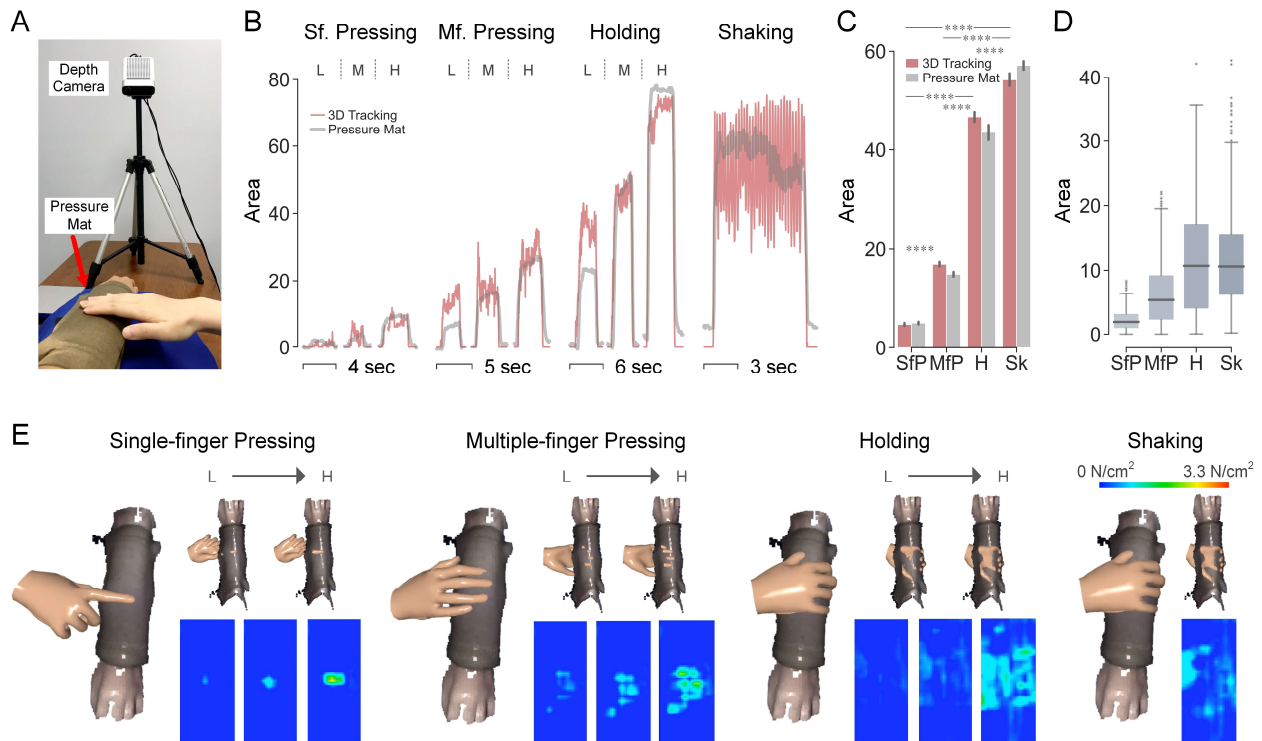 A
Depth
Camera
Pressure
Mat
B
Sf. Pressing Mf. Pressing Holding Shaking
L M H L M H L M H
3D Tracking
Pressure Mat
Area
80
60
40
20
0
4 sec 5 sec 6 sec 3 sec
C
****
****
****
3D Tracking
Pressure Mat
****
****
****
Area
60
40
20
0
SfP MfP H Sk
D
Area
40
30
20
10
0
SfP MfP H Sk
E
Single-finger Pressing Multiple-finger Pressing Holding Shaking
L H L H L H
0 N/cm² 3.3 N/cm²